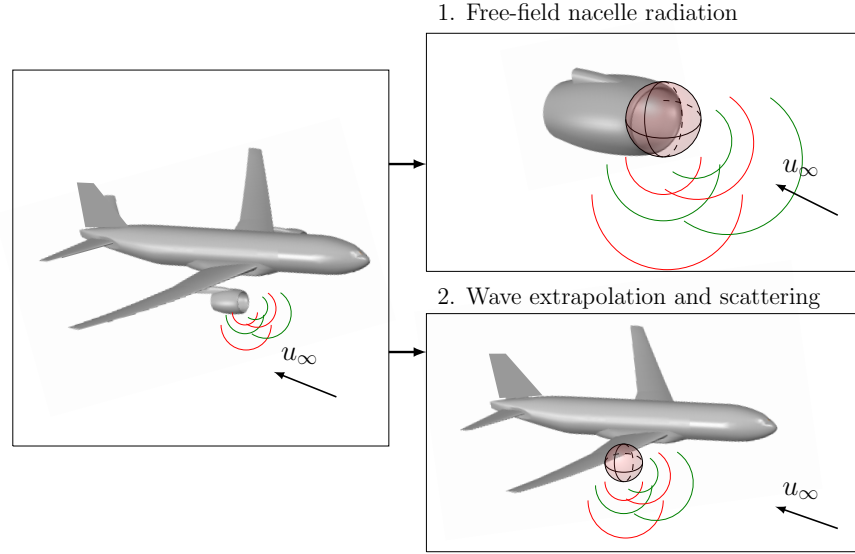 1. Free-field nacelle radiation
u∞
u∞
2. Wave extrapolation and scattering
u∞